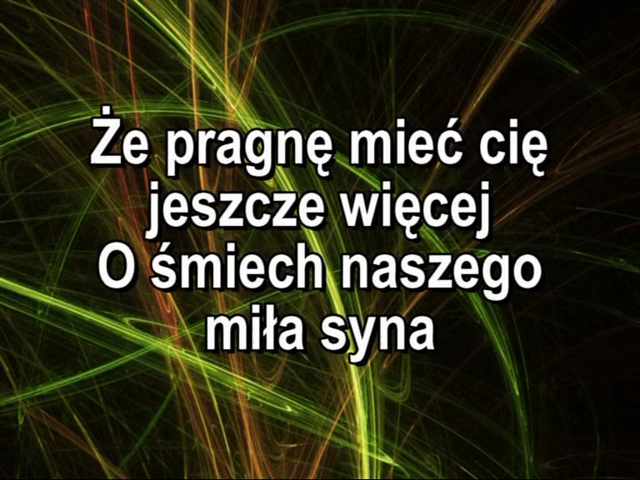 Że pragnę mieć cię
jeszcze więcej
O śmiech naszego
miła syna